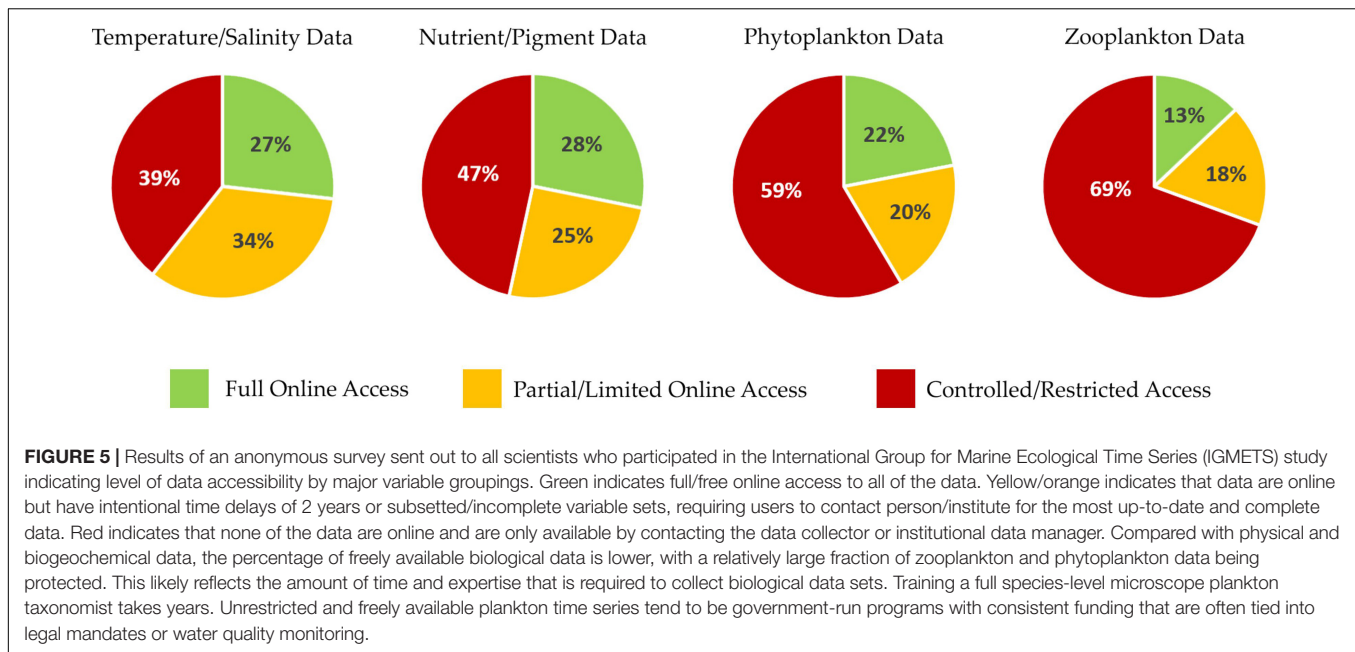 Temperature/Salinity Data
Nutrient/Pigment Data
Phytoplankton Data
Zooplankton Data
27%
34%
39%
28%
25%
47%
22%
20%
59%
13%
18%
69%
Full Online Access
Partial/Limited Online Access
Controlled/Restricted Access
FIGURE 5 | Results of an anonymous survey sent out to all scientists who participated in the International Group for Marine Ecological Time Series (IGMETS) study
indicating level of data accessibility by major variable groupings. Green indicates full/free online access to all of the data. Yellow/orange indicates that data are online
but have intentional time delays of 2 years or subsetted/incomplete variable sets, requiring users to contact person/institute for the most up-to-date and complete
data. Red indicates that none of the data are online and are only available by contacting the data collector or institutional data manager. Compared with physical and
biogeochemical data, the percentage of freely available biological data is lower, with a relatively large fraction of zooplankton and phytoplankton data being
protected. This likely reflects the amount of time and expertise that is required to collect biological data sets. Training a full species-level microscope plankton
taxonomist takes years. Unrestricted and freely available plankton time series tend to be government-run programs with consistent funding that are often tied into
legal mandates or water quality monitoring.